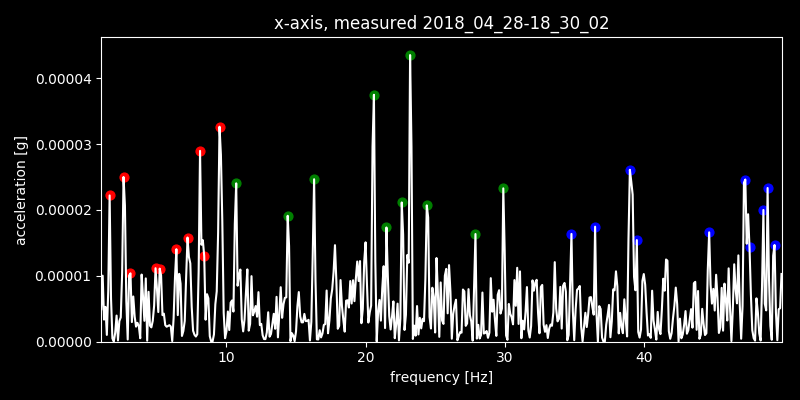 x-axis, measured 2018_04_28-18_30_02
0.00004
0.00003
0.00002
0.00001
0.00000
acceleration [g]
10 20 30 40
frequency [Hz]